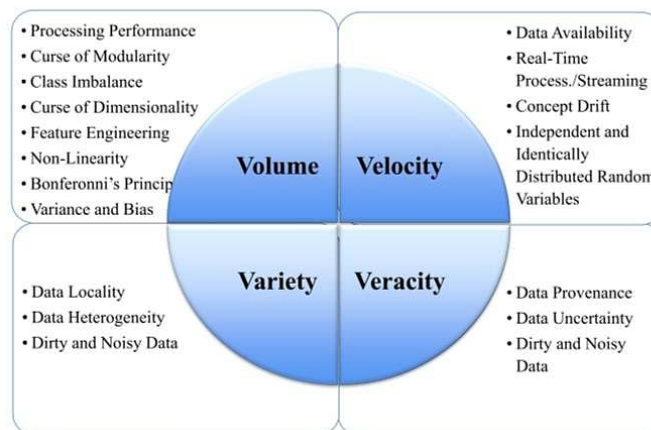 • Processing Performance
• Curse of Modularity
• Class Imbalance
• Curse of Dimensionality
• Feature Engineering
• Non-Linearity
• Bonferonni's Princip
• Variance and Bias
• Data Availability
• Real-Time
Process./Streaming
• Concept Drift
• Independent and
Identically
Distributed Random
Variables
Volume
Velocity
Variety
Veracity
• Data Locality
• Data Heterogeneity
• Dirty and Noisy Data
• Data Provenance
• Data Uncertainty
• Dirty and Noisy
Data